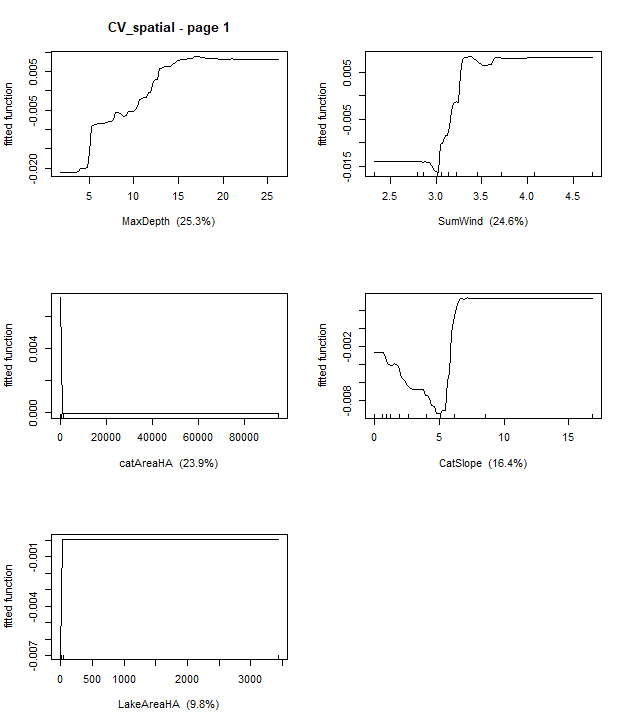 CV_spatial - page 1
fitted function
0.005
-0.005
-0.020
5 10 15 20 25
MaxDepth (25.3%)
fitted function
0.005
-0.005
-0.015
2.5 3.0 3.5 4.0 4.5
SumWind (24.6%)
fitted function
0.004
0.000
0 20000 40000 60000 80000
catAreaHA (23.9%)
fitted function
-0.002
-0.008
0 5 10 15
CatSlope (16.4%)
fitted function
-0.001
-0.004
-0.007
0 500 1000 2000 3000
LakeAreaHA (9.8%)